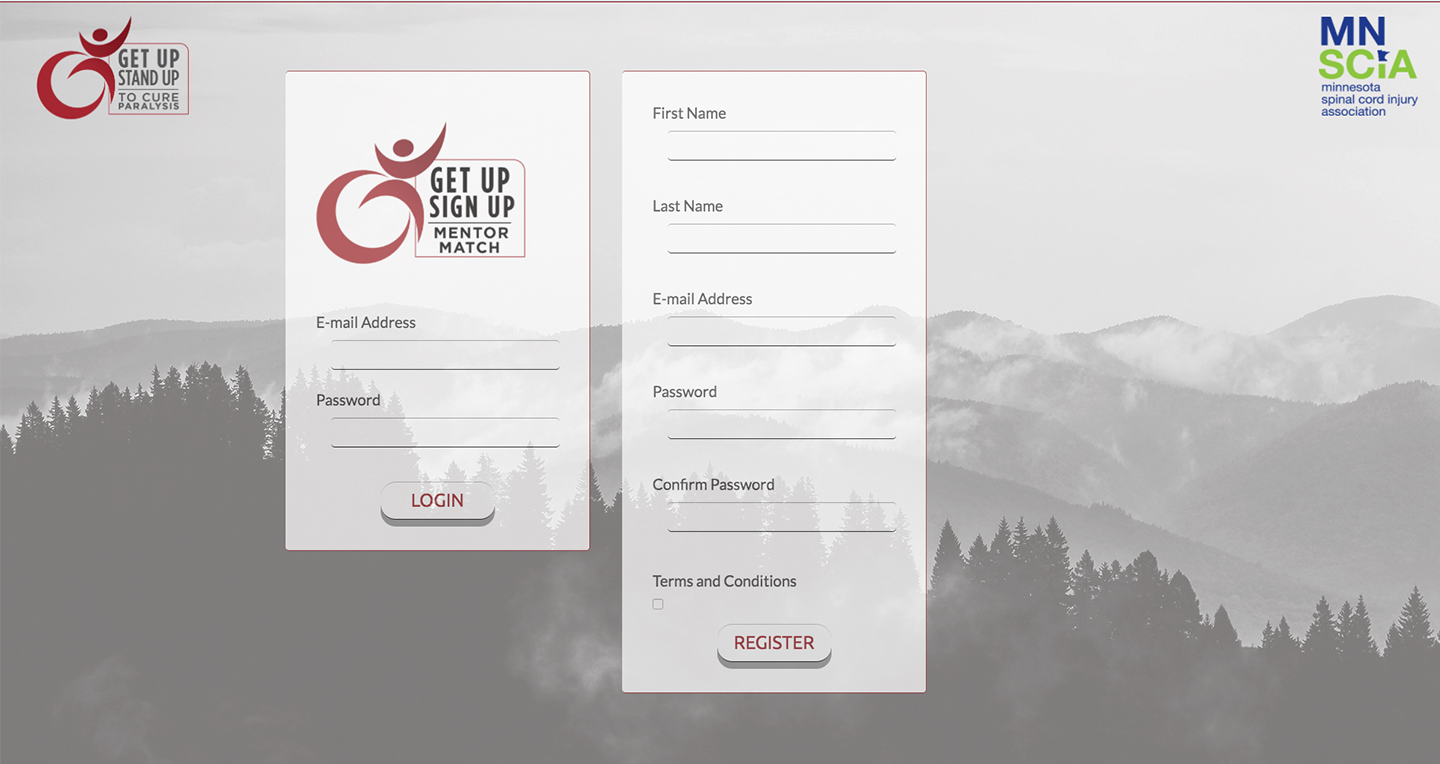 GET UP
STAND UP
TO CURE
PARALYSIS
MN
SCiA
minnesota
spinal cord injury
association
GET UP
SIGN UP
MENTOR
MATCH
E-mail Address
Password
LOGIN
First Name
Last Name
E-mail Address
Password
Confirm Password
Terms and Conditions
REGISTER